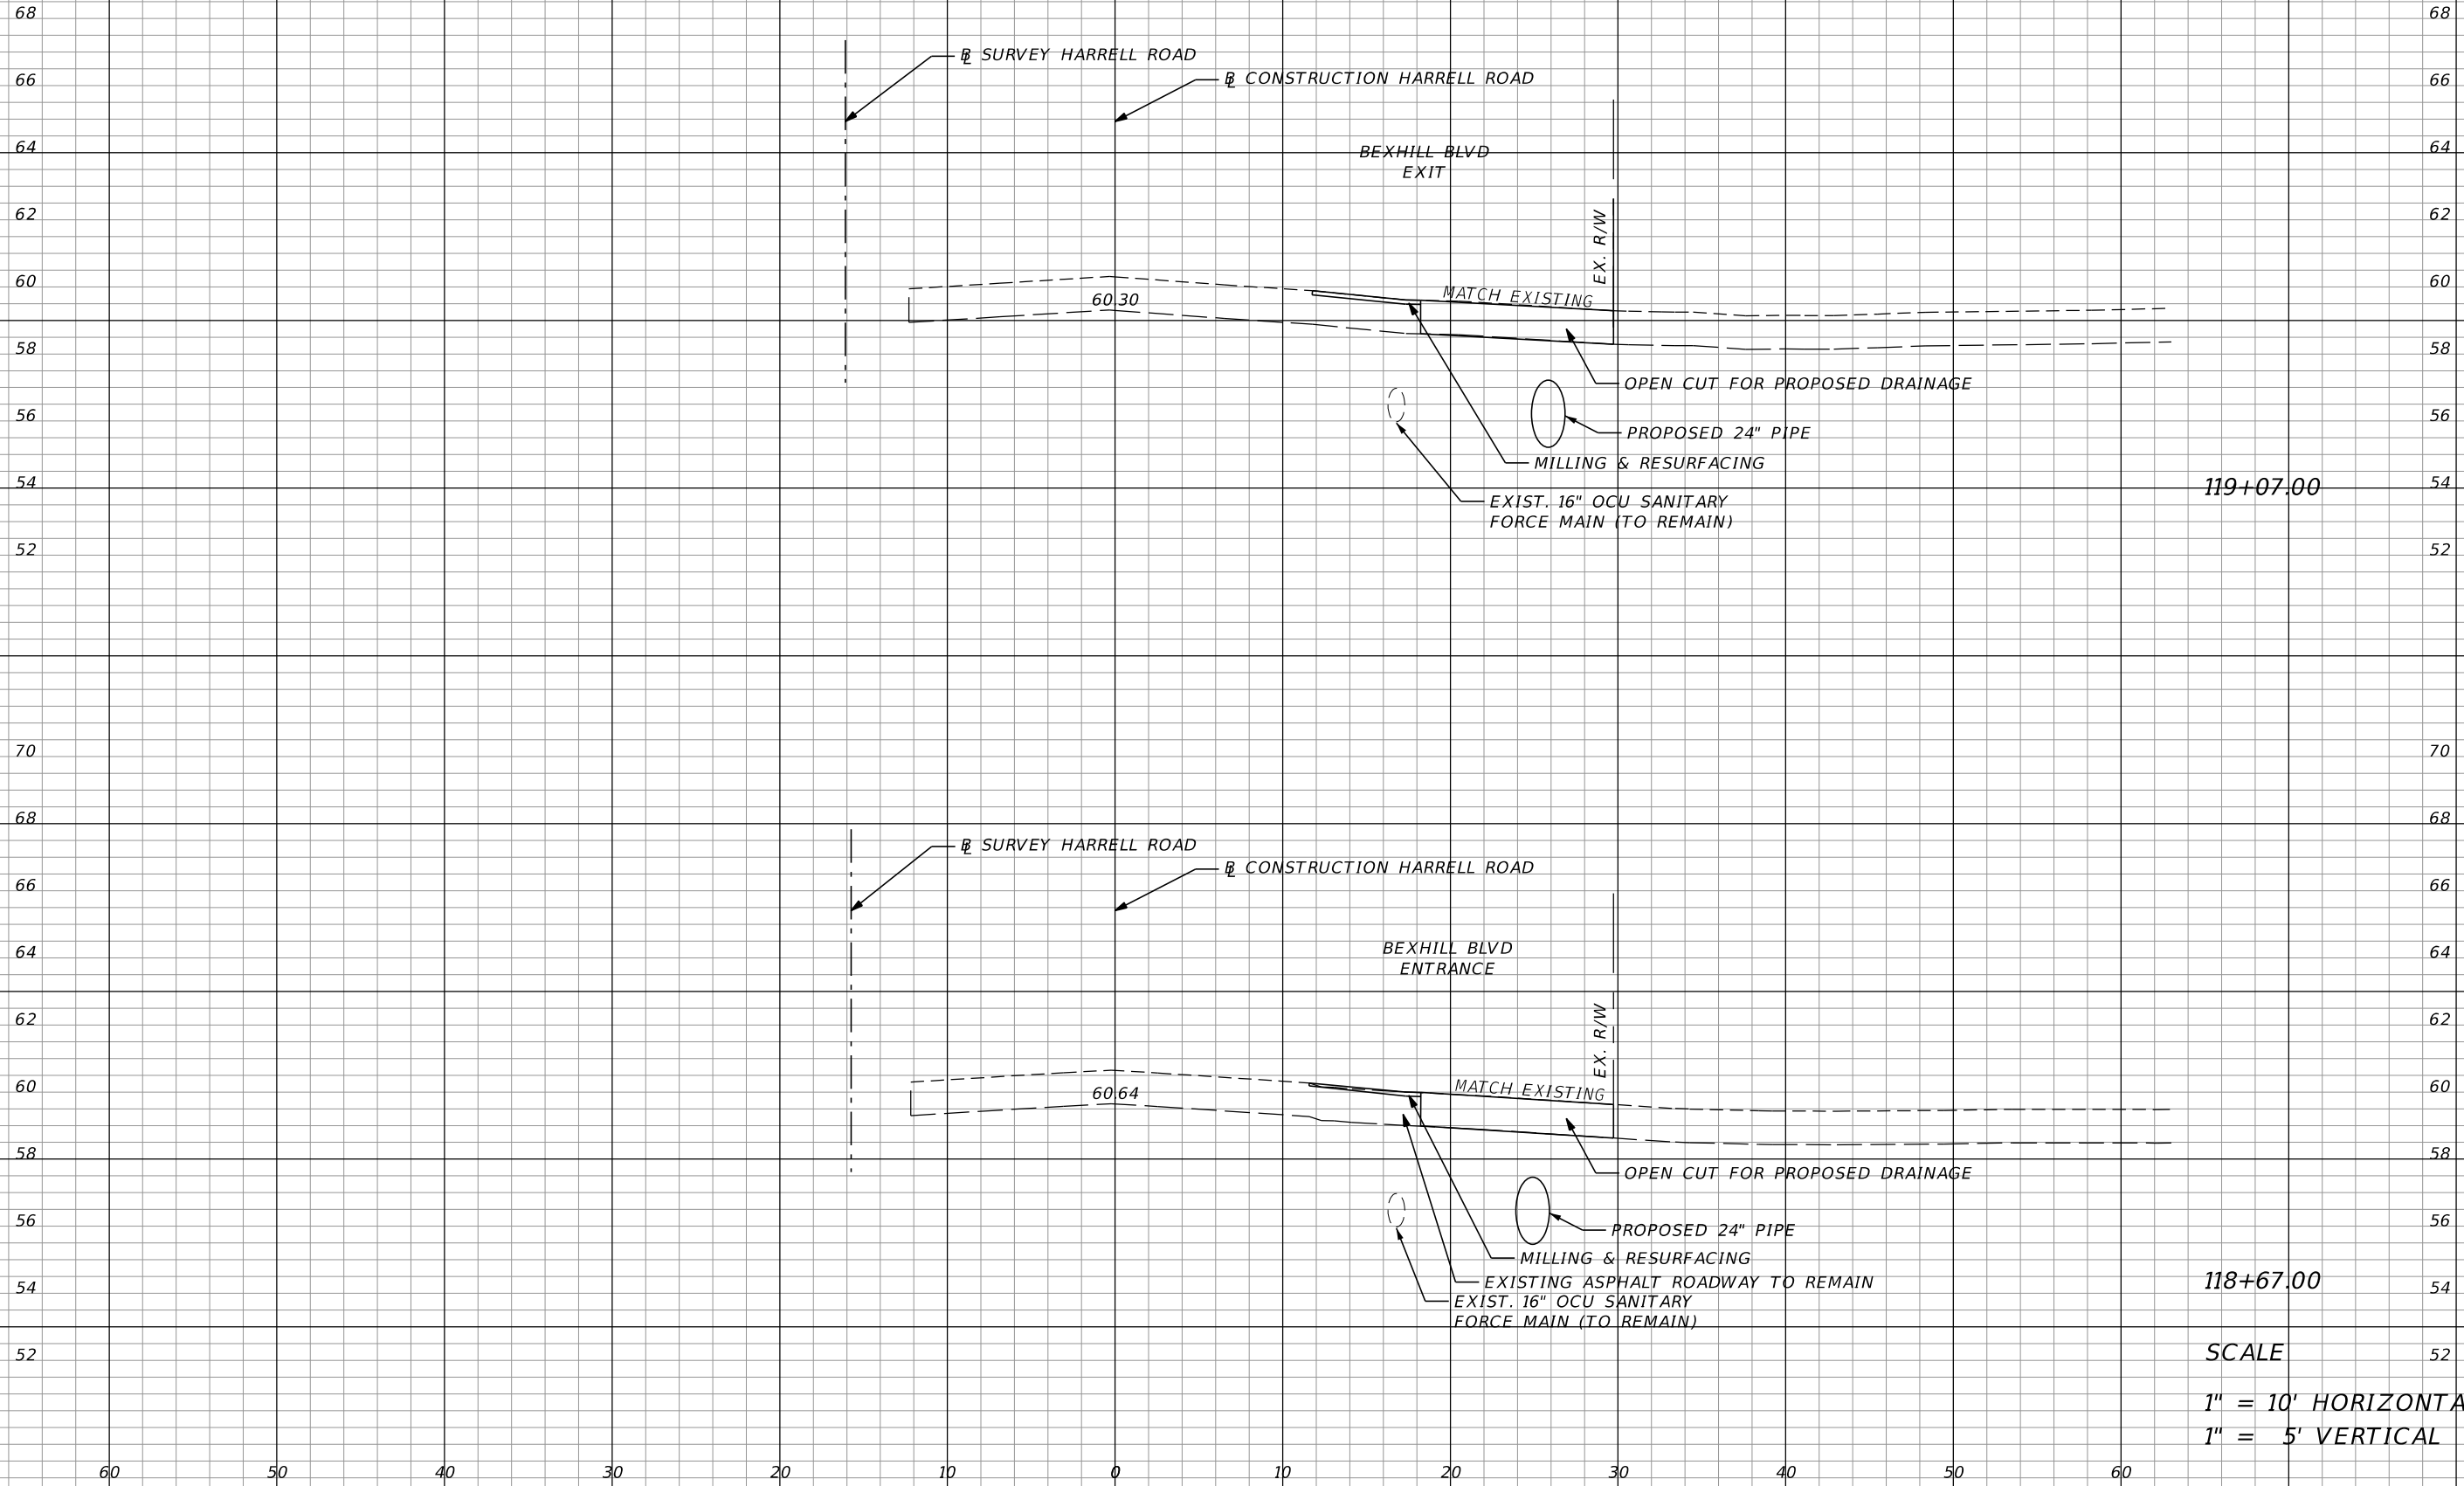 68 68
℄ SURVEY HARRELL ROAD
66 ℄ CONSTRUCTION HARRELL ROAD 66
64 BEXHILL BLVD 64
EXIT
62 EX. R/W 62
60 MATCH EXISTING 60
60.30
58 58
OPEN CUT FOR PROPOSED DRAINAGE
56 56
PROPOSED 24" PIPE
MILLING & RESURFACING
54 119+07.00 54
EXIST. 16" OCU SANITARY
FORCE MAIN (TO REMAIN)
52 52
70 70
68 68
℄ SURVEY HARRELL ROAD
66 ℄ CONSTRUCTION HARRELL ROAD 66
64 BEXHILL BLVD 64
ENTRANCE
62 EX. R/W 62
60 60.64 MATCH EXISTING 60
58 58
OPEN CUT FOR PROPOSED DRAINAGE
56 56
PROPOSED 24" PIPE
MILLING & RESURFACING
54 EXISTING ASPHALT ROADWAY TO REMAIN 118+67.00 54
EXIST. 16" OCU SANITARY
FORCE MAIN (TO REMAIN)
52 SCALE 52
1" = 10' HORIZONTA
1" = 5' VERTICAL
60 50 40 30 20 10 0 10 20 30 40 50 60